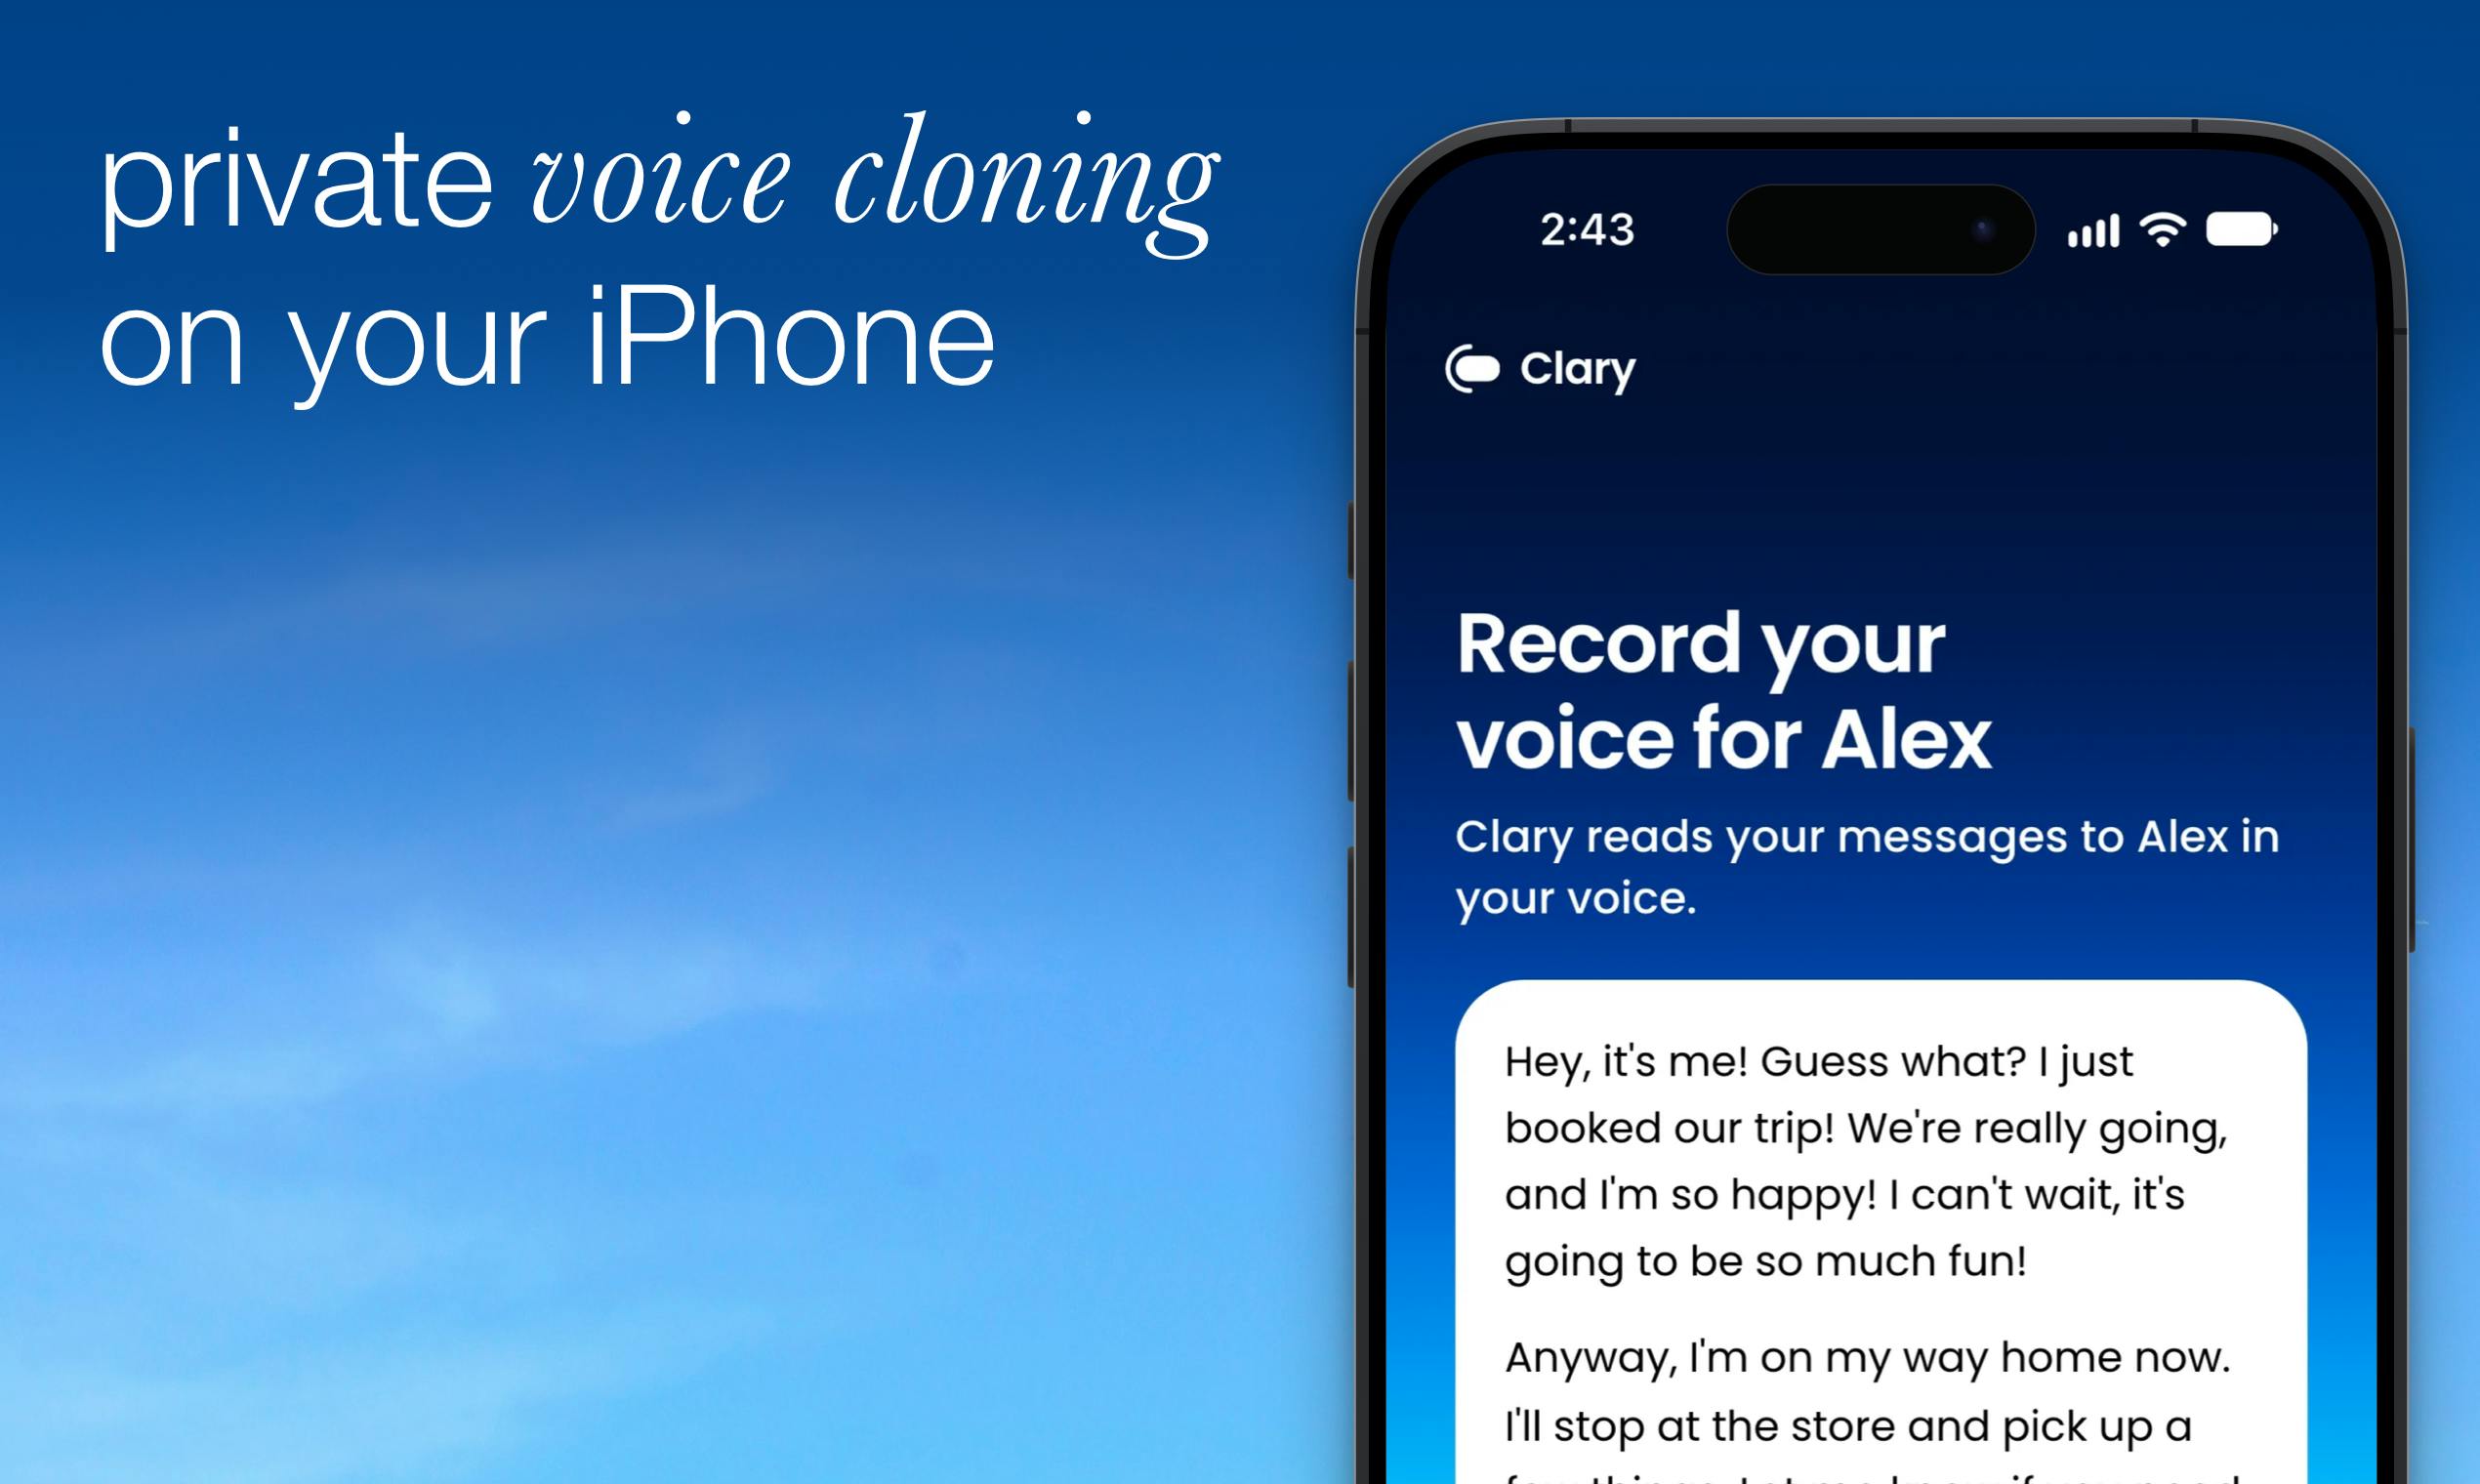 private voice cloning
on your iPhone
2:43
Clary
Record your
voice for Alex
Clary reads your messages to Alex in
your voice.
Hey, it's me! Guess what? I just
booked our trip! We're really going,
and I'm so happy! I can't wait, it's
going to be so much fun!
Anyway, I'm on my way home now.
I'll stop at the store and pick up a